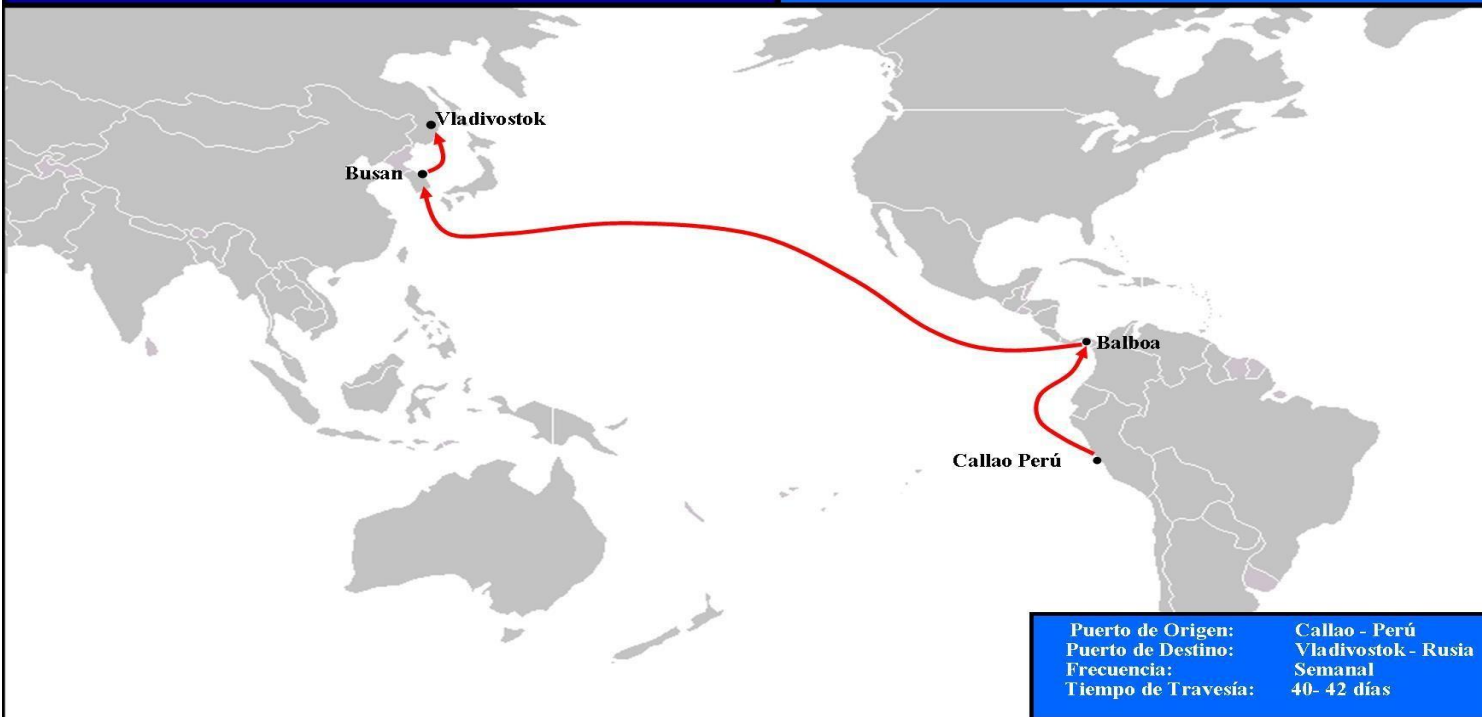 Vladivostok
Busan
Balboa
Callao Perú
Puerto de Origen: Callao - Perú
Puerto de Destino: Vladivostok - Rusia
Frecuencia: Semanal
Tiempo de Travesía: 40- 42 días